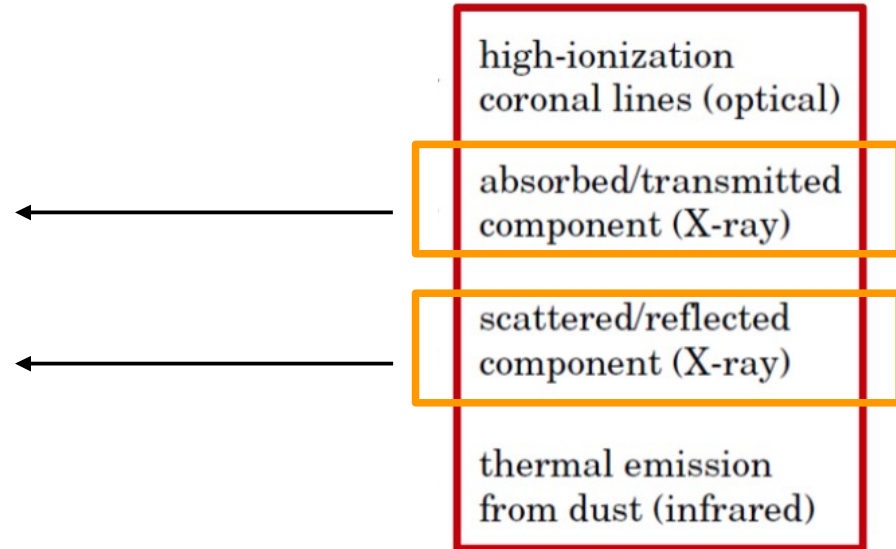 high-ionization
coronal lines (optical)
absorbed/transmitted
component (X-ray)
scattered/reflected
component (X-ray)
thermal emission
from dust (infrared)